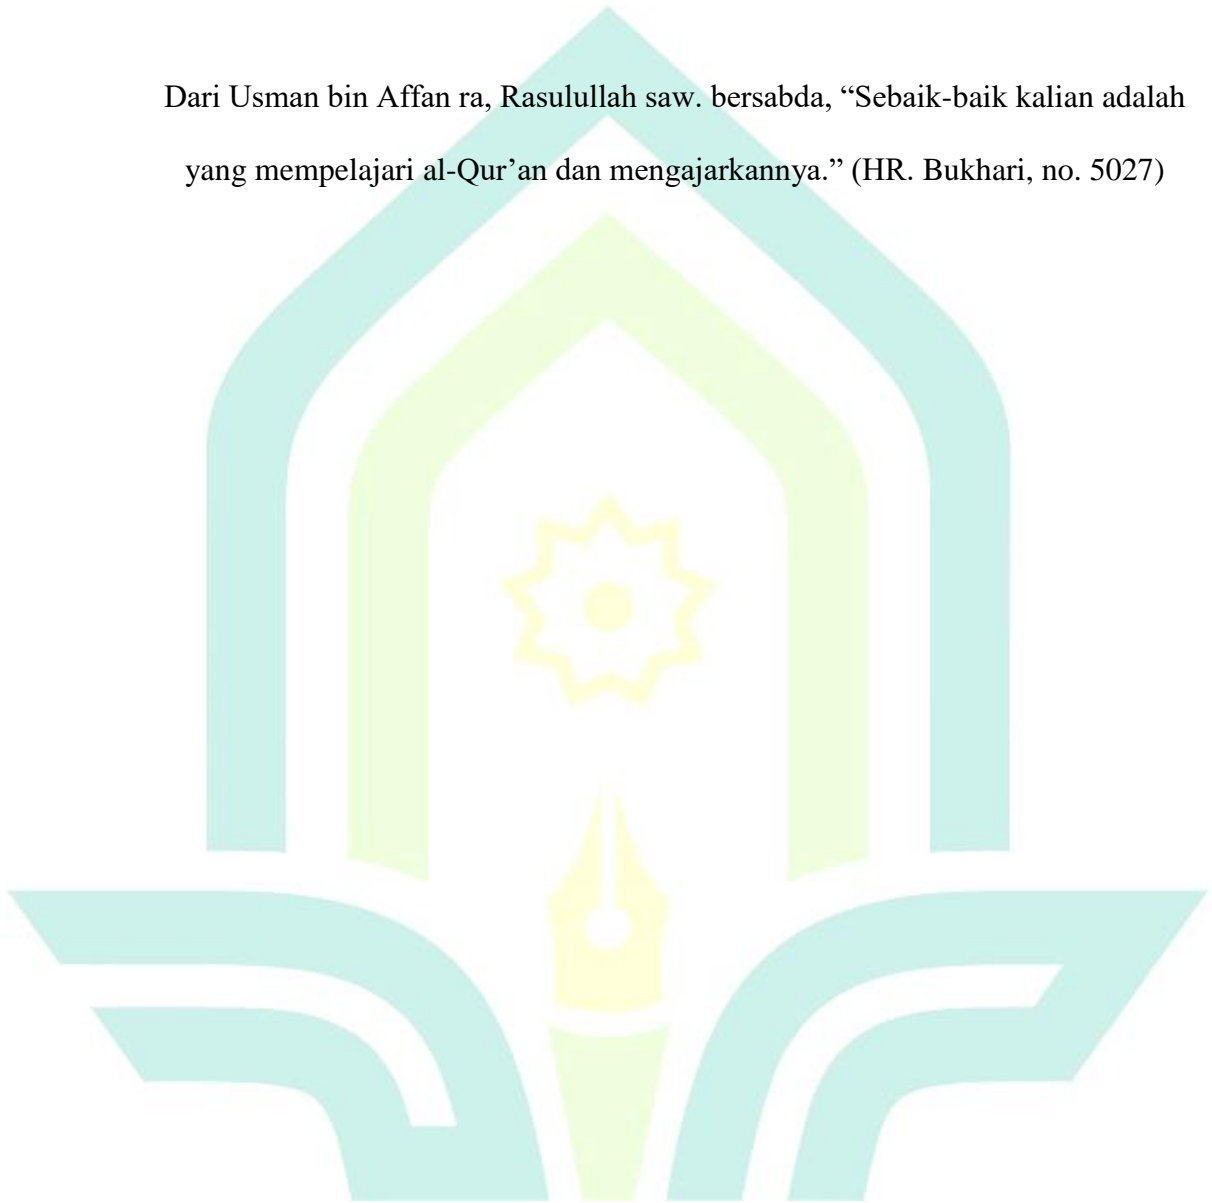 Dari Usman bin Affan ra, Rasulullah saw. bersabda, “Sebaik-baik kalian adalah
yang mempelajari al-Qur’an dan mengajarkannya.” (HR. Bukhari, no. 5027)